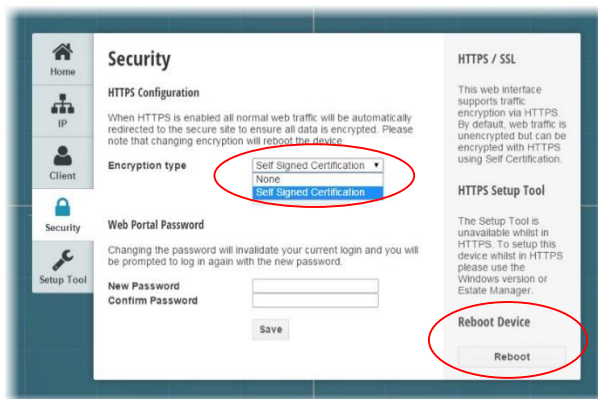 Home
IP
Client
Security
Setup Tool
Security
HTTPS Configuration
When HTTPS is enabled all normal web traffic will be automatically
redirected to the secure site to ensure all data is encrypted. Please
note that changing encryption will reboot the device.
Encryption type
Self Signed Certification
None
Self Signed Certification
Web Portal Password
Changing the password will invalidate your current login and you will
be prompted to log in again with the new password.
New Password
Confirm Password
Save
HTTPS / SSL
This web interface
supports traffic
encryption via HTTPS.
By default, web traffic is
unencrypted but can be
encrypted with HTTPS
using Self Certification.
HTTPS Setup Tool
The Setup Tool is
unavailable whilst in
HTTPS. To setup this
device whilst in HTTPS
please use the
Windows version or
Estate Manager.
Reboot Device
Reboot